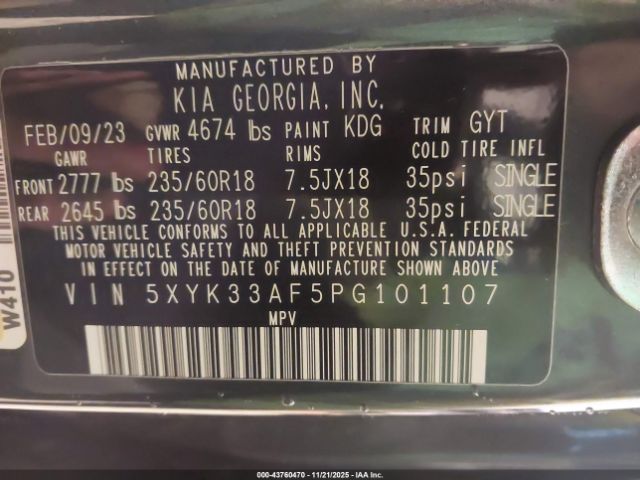 MANUFACTURED BY
KIA GEORGIA, INC.
FEB/09/23 GVWR 4674 lbs PAINT KDG TRIM GYT
GAWR TIRES RIMS COLD TIRE INFL
FRONT 2777 lbs 235/60R18 7.5JX18 35psi SINGLE
REAR 2645 lbs 235/60R18 7.5JX18 35psi SINGLE
THIS VEHICLE CONFORMS TO ALL APPLICABLE U.S.A. FEDERAL
MOTOR VEHICLE SAFETY AND THEFT PREVENTION STANDARDS
IN EFFECT ON THE DATE OF MANUFACTURE SHOWN ABOVE
VIN 5XYK33AF5PG101107
MPV
W410
000-43760470 - 11/21/2025 - Copyright © IAA, Inc.